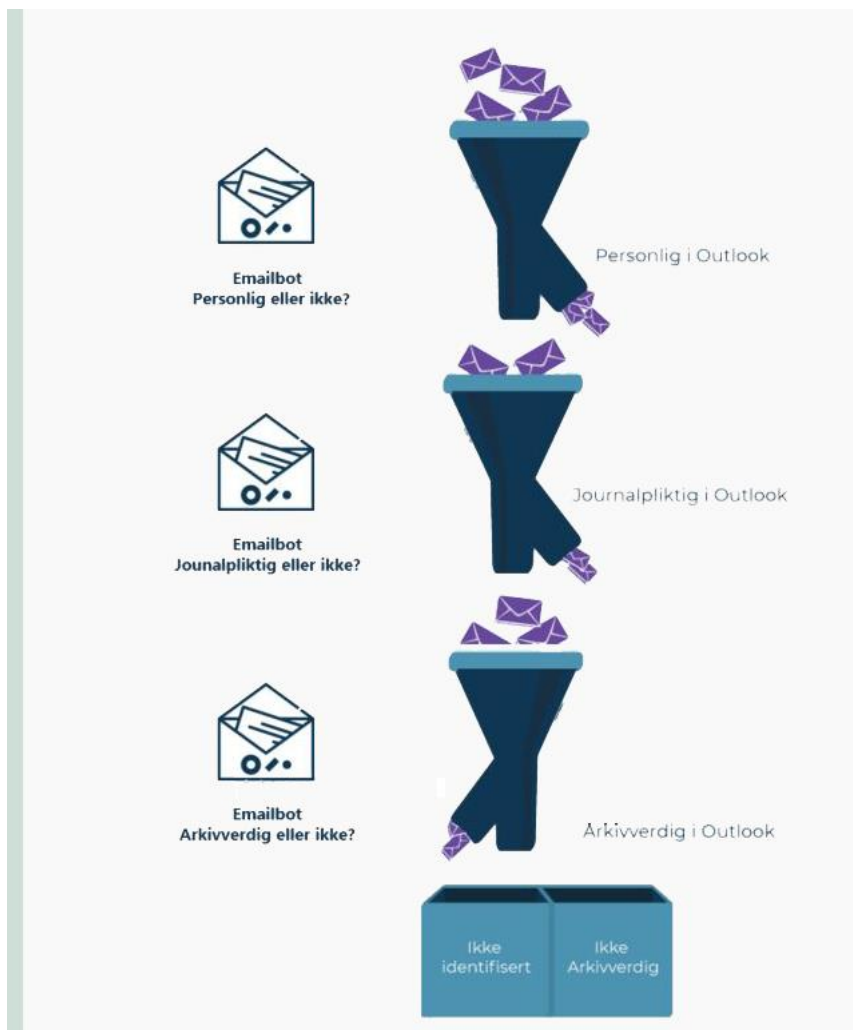 Personlig i Outlook
Emailbot
Personlig eller ikke?
Journalpliktig i Outlook
Emailbot
Jounalpliktig eller ikke?
Emailbot
Arkivverdig eller ikke?
Arkivverdig i Outlook
Ikke
identifisert
Ikke
Arkivverdig